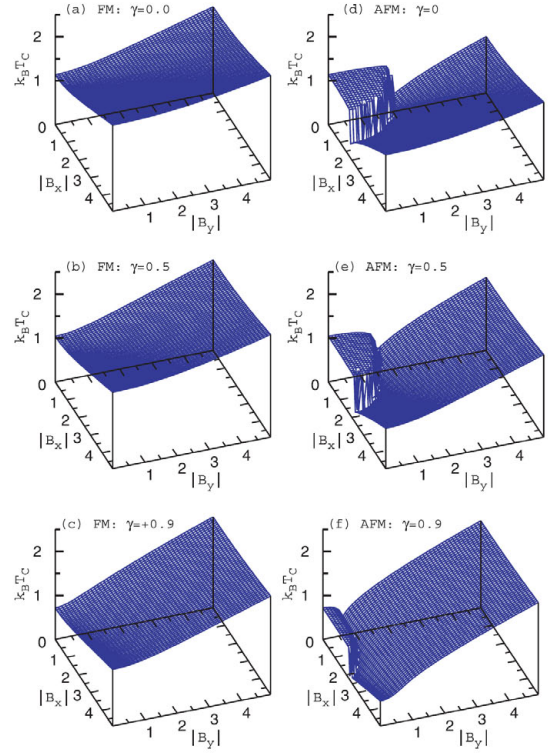 (a) FM: γ=0.0
k_BT_C
2
1
0
1
2
3
4
|B_x|
1
2
3
4
|B_y|
(d) AFM: γ=0
k_BT_C
2
1
0
1
2
3
4
|B_x|
1
2
3
4
|B_y|
(b) FM: γ=0.5
k_BT_C
2
1
0
1
2
3
4
|B_x|
1
2
3
4
|B_y|
(e) AFM: γ=0.5
k_BT_C
2
1
0
1
2
3
4
|B_x|
1
2
3
4
|B_y|
(c) FM: γ=+0.9
k_BT_C
2
1
0
1
2
3
4
|B_x|
1
2
3
4
|B_y|
(f) AFM: γ=0.9
k_BT_C
2
1
0
1
2
3
4
|B_x|
1
2
3
4
|B_y|